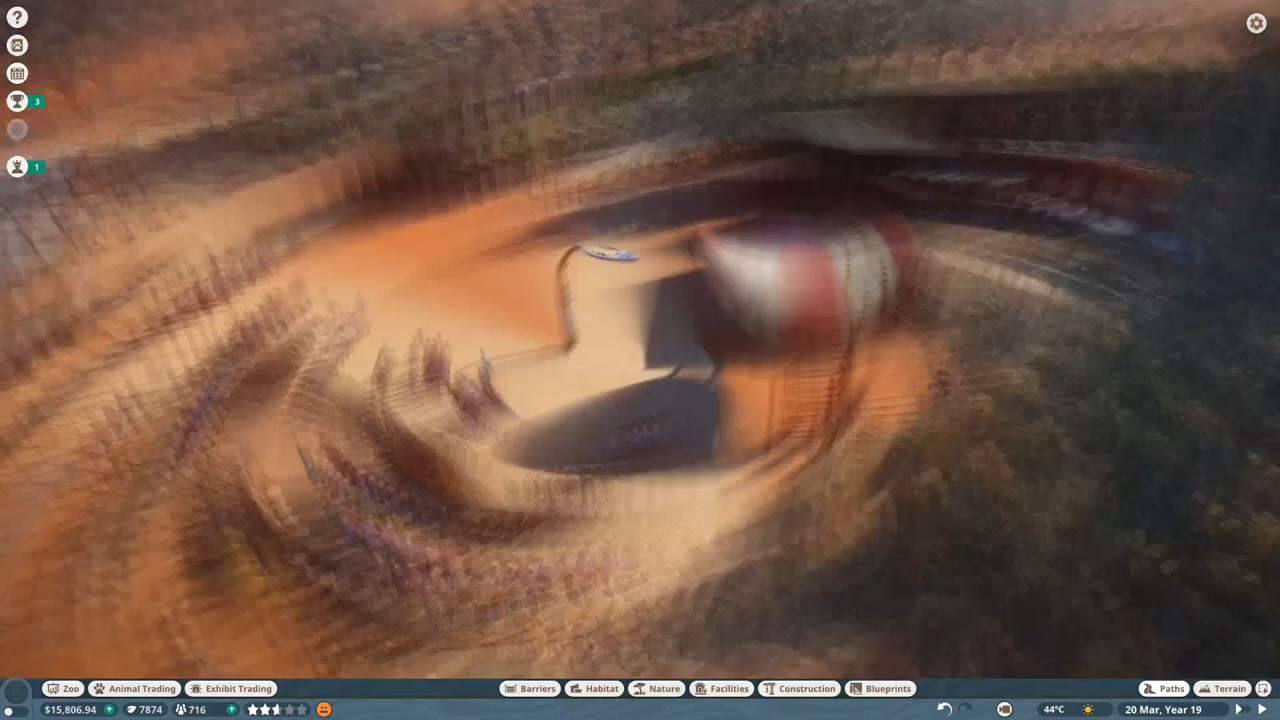 ?
3
1
Zoo
Animal Trading
Exhibit Trading
Barriers
Habitat
Nature
Facilities
Construction
Blueprints
Paths
Terrain
$15,806.94
7874
716
44°C
20 Mar, Year 19